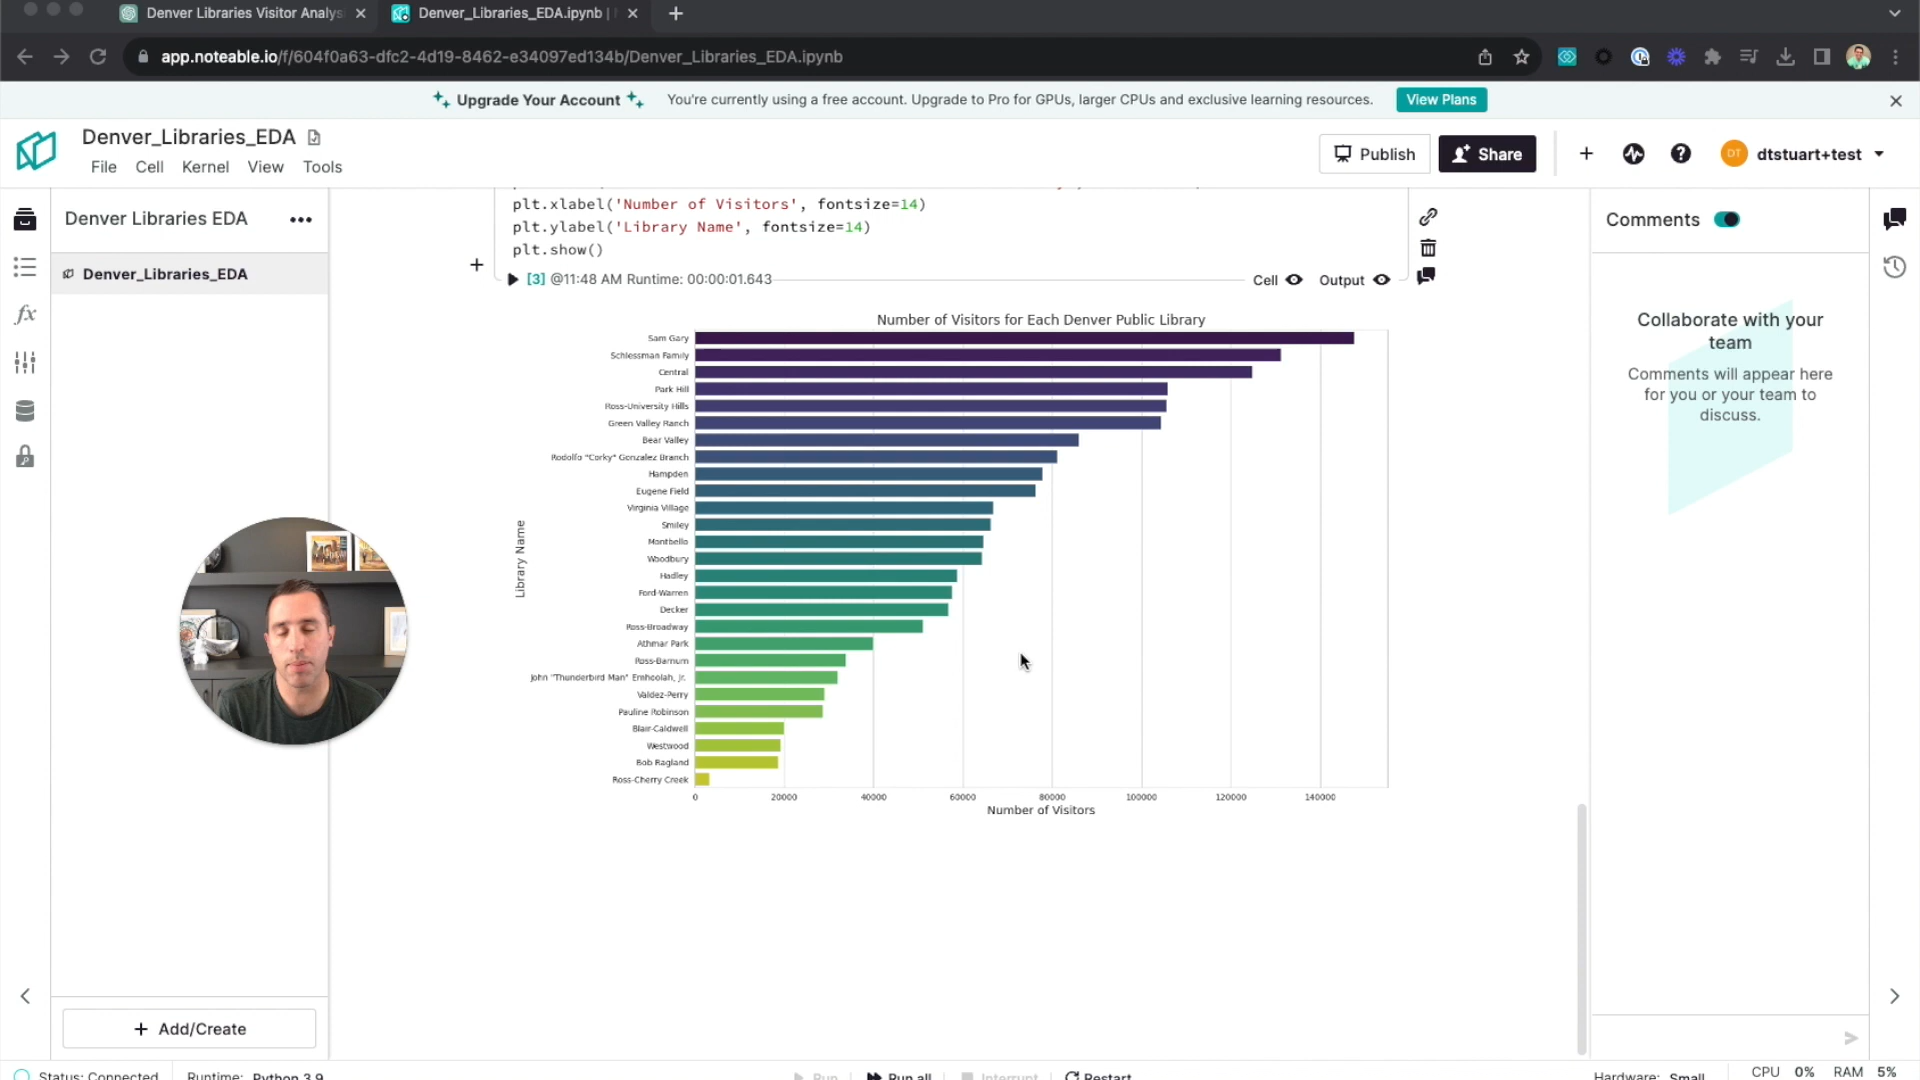 Denver Libraries Visitor Analys
Denver_Libraries_EDA.ipynb |
app.noteable.io/f/604f0a63-dfc2-4d19-8462-e34097ed134b/Denver_Libraries_EDA.ipynb
Upgrade Your Account
You're currently using a free account. Upgrade to Pro for GPUs, larger CPUs and exclusive learning resources.
View Plans
Denver_Libraries_EDA
File Cell Kernel View Tools
Publish
Share
DT
dtstuart+test
Denver Libraries EDA
Denver_Libraries_EDA
plt.xlabel('Number of Visitors', fontsize=14)
plt.ylabel('Library Name', fontsize=14)
plt.show()
[3] @11:48 AM Runtime: 00:00:01.643
Cell
Output
Number of Visitors for Each Denver Public Library
Sam Gary
Schlessman Family
Central
Park Hill
Ross-University Hills
Green Valley Ranch
Bear Valley
Rodolfo "Corky" Gonzalez Branch
Hampden
Eugene Field
Virginia Village
Smiley
Montbello
Woodbury
Hadley
Ford-Warren
Decker
Ross-Broadway
Athmar Park
Ross-Barnum
John "Thunderbird Man" Emhoolah, Jr.
Valdez-Perry
Pauline Robinson
Blair-Caldwell
Westwood
Bob Ragland
Ross-Cherry Creek
Library Name
0 20000 40000 60000 80000 100000 120000 140000
Number of Visitors
Comments
Collaborate with your
team
Comments will appear here
for you or your team to
discuss.
Add/Create
Status: Connected
Runtime: Python 3.9
Run
Run all
Interrupt
Restart
Hardware: Small
CPU 0%
RAM 5%